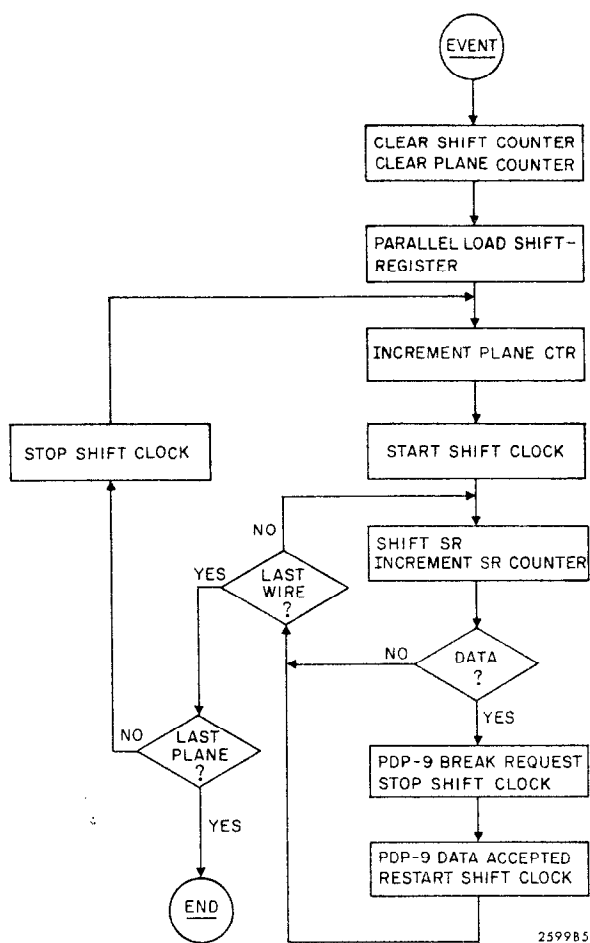 EVENT
CLEAR SHIFT COUNTER
CLEAR PLANE COUNTER
PARALLEL LOAD SHIFT-
REGISTER
INCREMENT PLANE CTR
STOP SHIFT CLOCK
START SHIFT CLOCK
NO
SHIFT SR
INCREMENT SR COUNTER
YES
LAST
WIRE
?
NO
DATA
?
YES
NO
LAST
PLANE
?
PDP-9 BREAK REQUEST
STOP SHIFT CLOCK
YES
PDP-9 DATA ACCEPTED
RESTART SHIFT CLOCK
END
2599B5